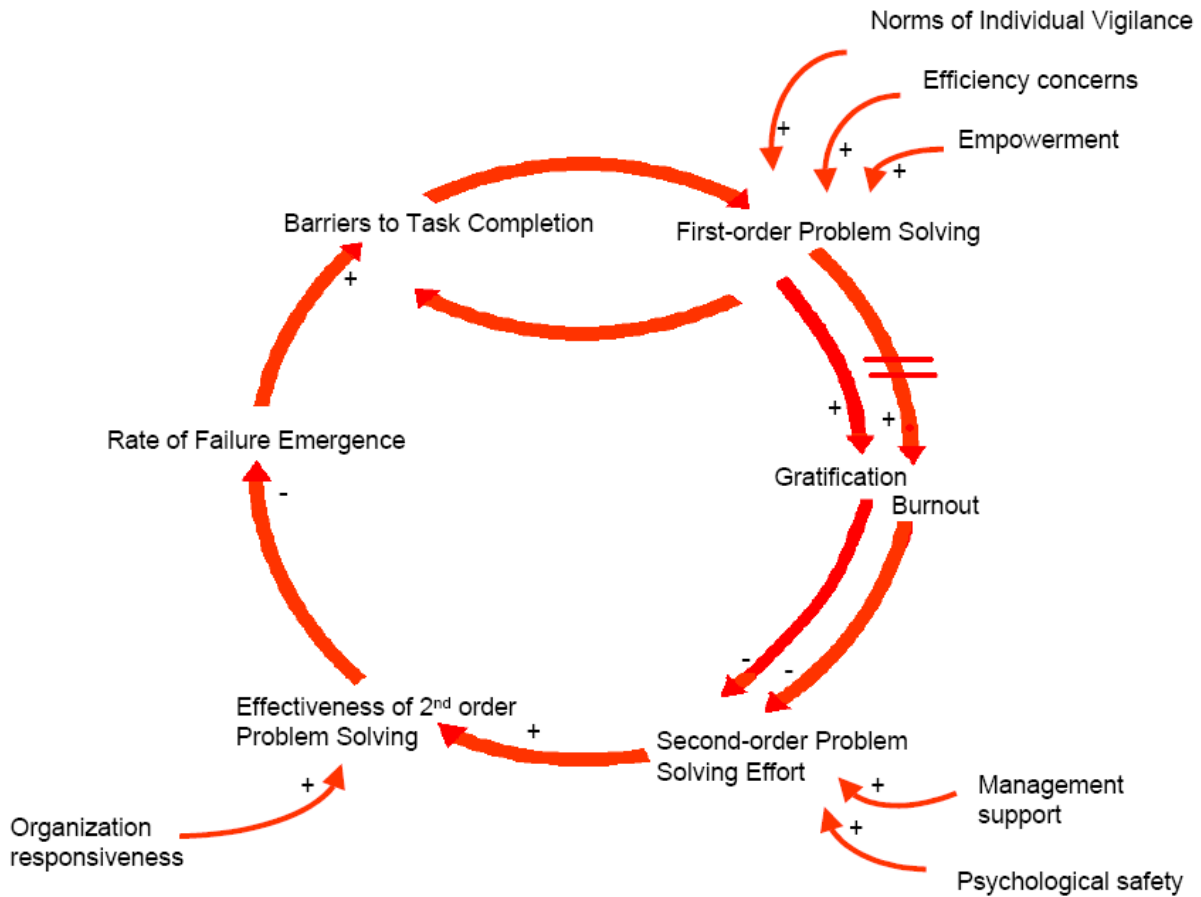 Norms of Individual Vigilance
Efficiency concerns
+
+
Empowerment
+
Barriers to Task Completion
First-order Problem Solving
+
+
+
Rate of Failure Emergence
Gratification
-
Burnout
-
-
Effectiveness of 2nd order
Problem Solving
+
Second-order Problem
Solving Effort
+
+
Management
support
Organization
responsiveness
+
Psychological safety